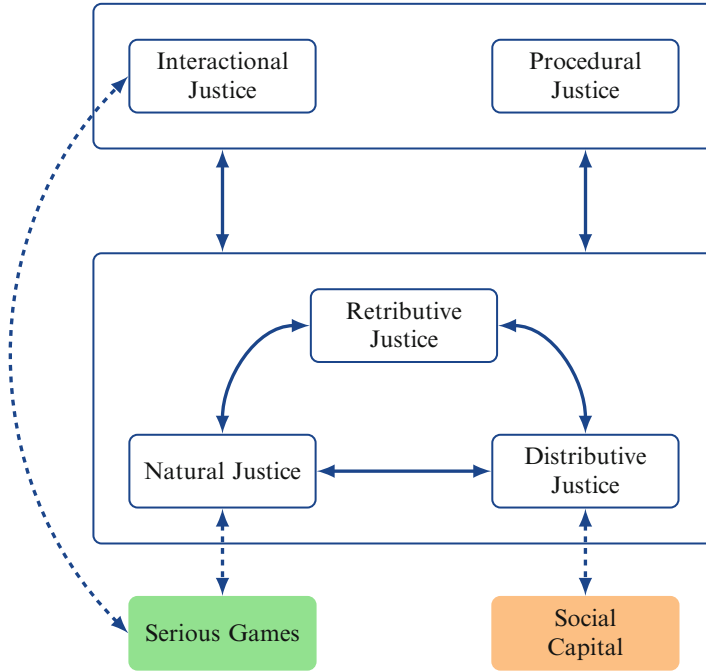 Interactional
Justice
Procedural
Justice
Retributive
Justice
Natural Justice
Distributive
Justice
Serious Games
Social
Capital